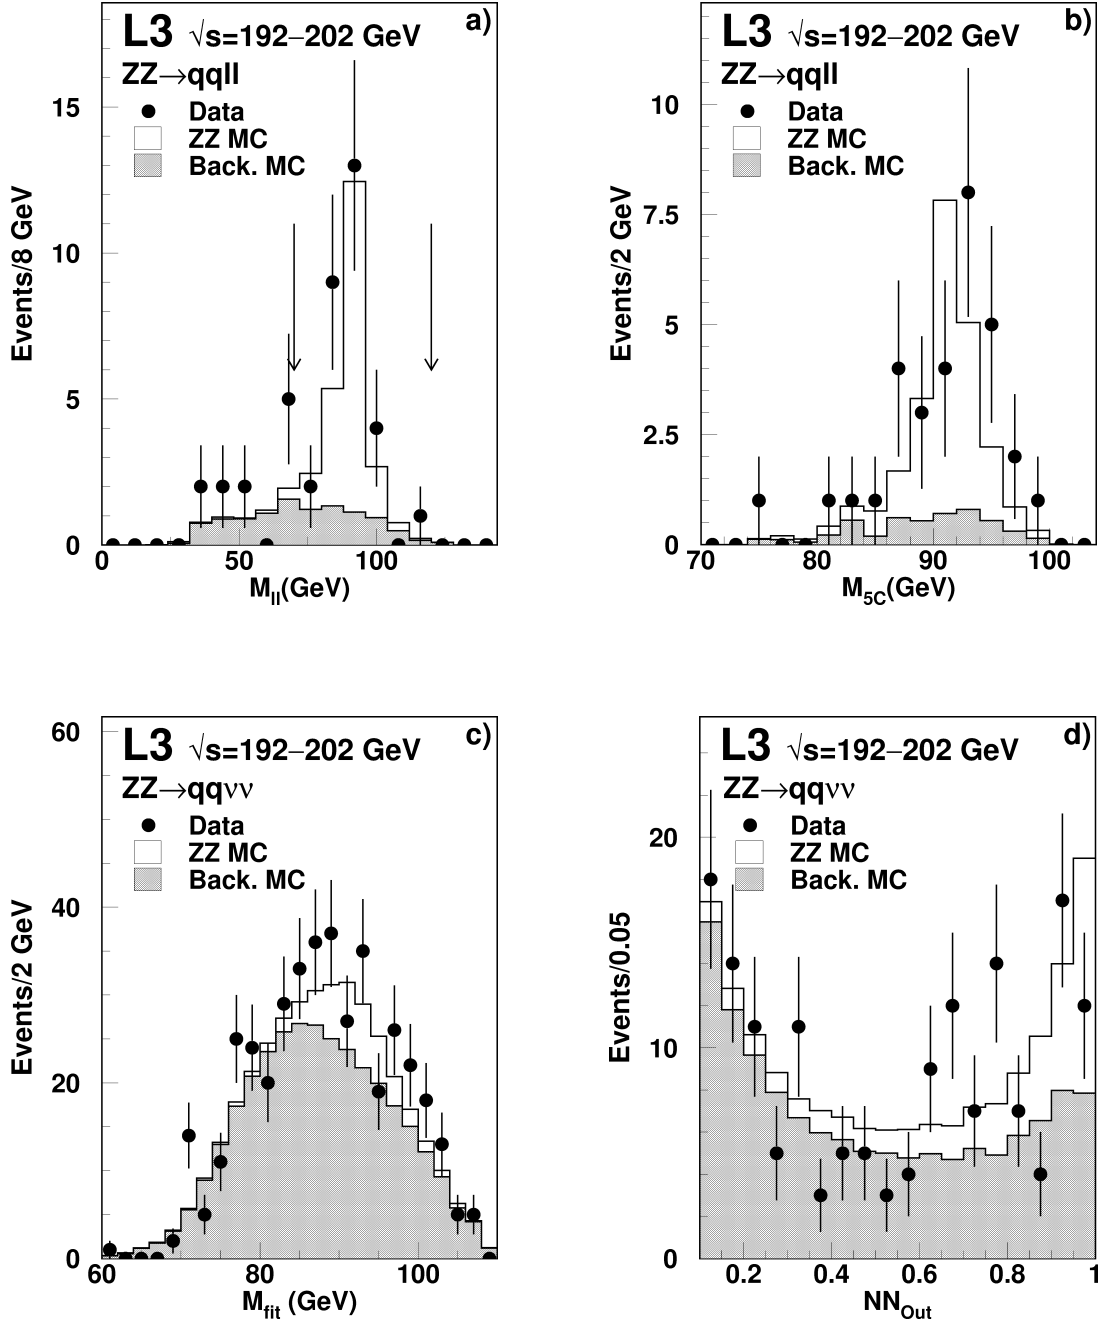 L3 √s=192–202 GeV a)
ZZ→qqll
Data
ZZ MC
Back. MC
Events/8 GeV
15
10
5
0
0 50 100
M_ll(GeV)
L3 √s=192–202 GeV b)
ZZ→qqll
Data
ZZ MC
Back. MC
Events/2 GeV
10
7.5
5
2.5
0
70 80 90 100
M_5C(GeV)
L3 √s=192–202 GeV c)
ZZ→qqνν
Data
ZZ MC
Back. MC
Events/2 GeV
60
40
20
0
60 80 100
M_fit (GeV)
L3 √s=192–202 GeV d)
ZZ→qqνν
Data
ZZ MC
Back. MC
Events/0.05
20
10
0
0.2 0.4 0.6 0.8 1
NN_Out